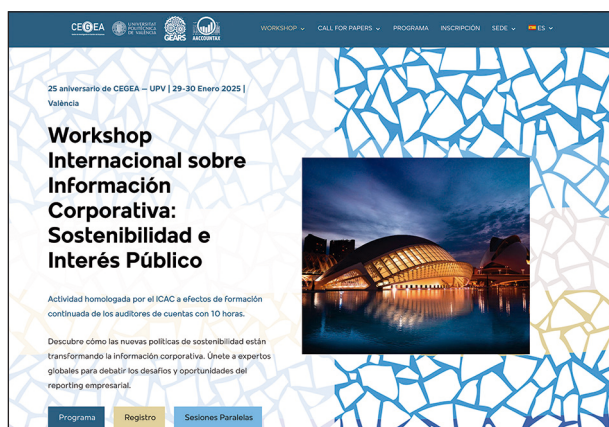 CEGEA
UNIVERSITAT
POLITÈCNICA
DE VALÈNCIA
GEARS
AACCOUNTAX
WORKSHOP
CALL FOR PAPERS
PROGRAMA
INSCRIPCIÓN
SEDE
ES
25 aniversario de CEGEA – UPV | 29-30 Enero 2025 |
València
Workshop
Internacional sobre
Información
Corporativa:
Sostenibilidad e
Interés Público
Actividad homologada por el ICAC a efectos de formación
continuada de los auditores de cuentas con 10 horas.
Descubre cómo las nuevas políticas de sostenibilidad están
transformando la información corporativa. Únete a expertos
globales para debatir los desafíos y oportunidades del
reporting empresarial.
Programa
Registro
Sesiones Paralelas